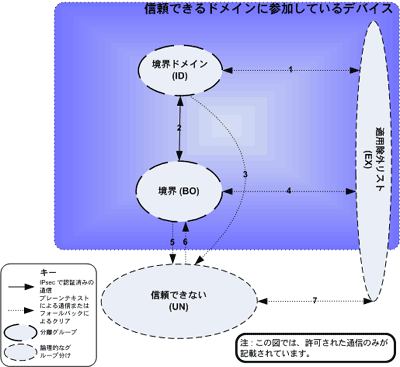 信頼できるドメインに参加しているデバイス
境界ドメイン
(ID)
1
2
3
適用除外リスト
(EX)
境界 (BO)
4
5
6
信頼できない
(UN)
7
キー
IPsec で認証済みの
通信
プレーンテキスト
による通信または
フォールバックに
よるクリア
分離グループ
論理的なグ
ループ分け
注 : この図では、許可された通信のみが
記載されています。